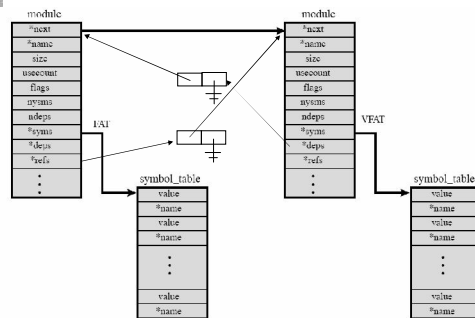 module
*next
*name
size
usecount
flags
nysms
ndeps
*syms
*deps
*refs
FAT
symbol_table
value
*name
value
*name
value
*name
module
*next
*name
size
usecount
flags
nysms
ndeps
*syms
*deps
*refs
VFAT
symbol_table
value
*name
value
*name
value
*name